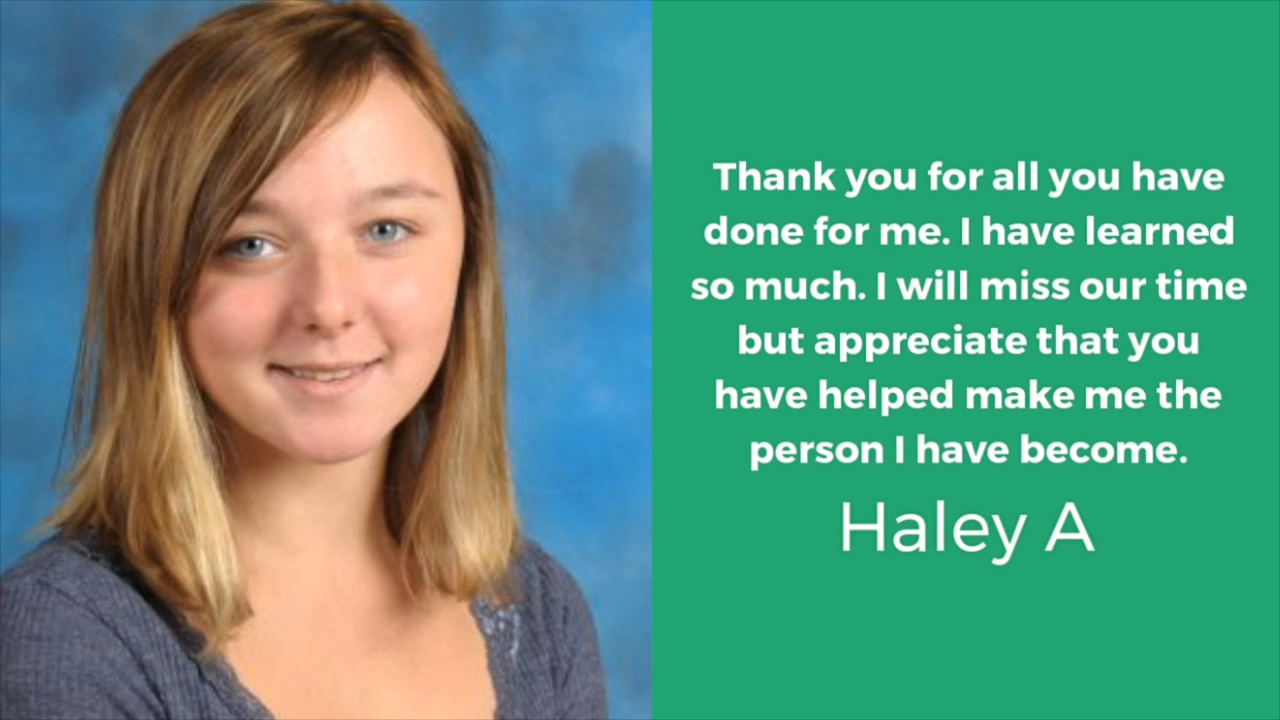 Thank you for all you have
done for me. I have learned
so much. I will miss our time
but appreciate that you
have helped make me the
person I have become.
Haley A